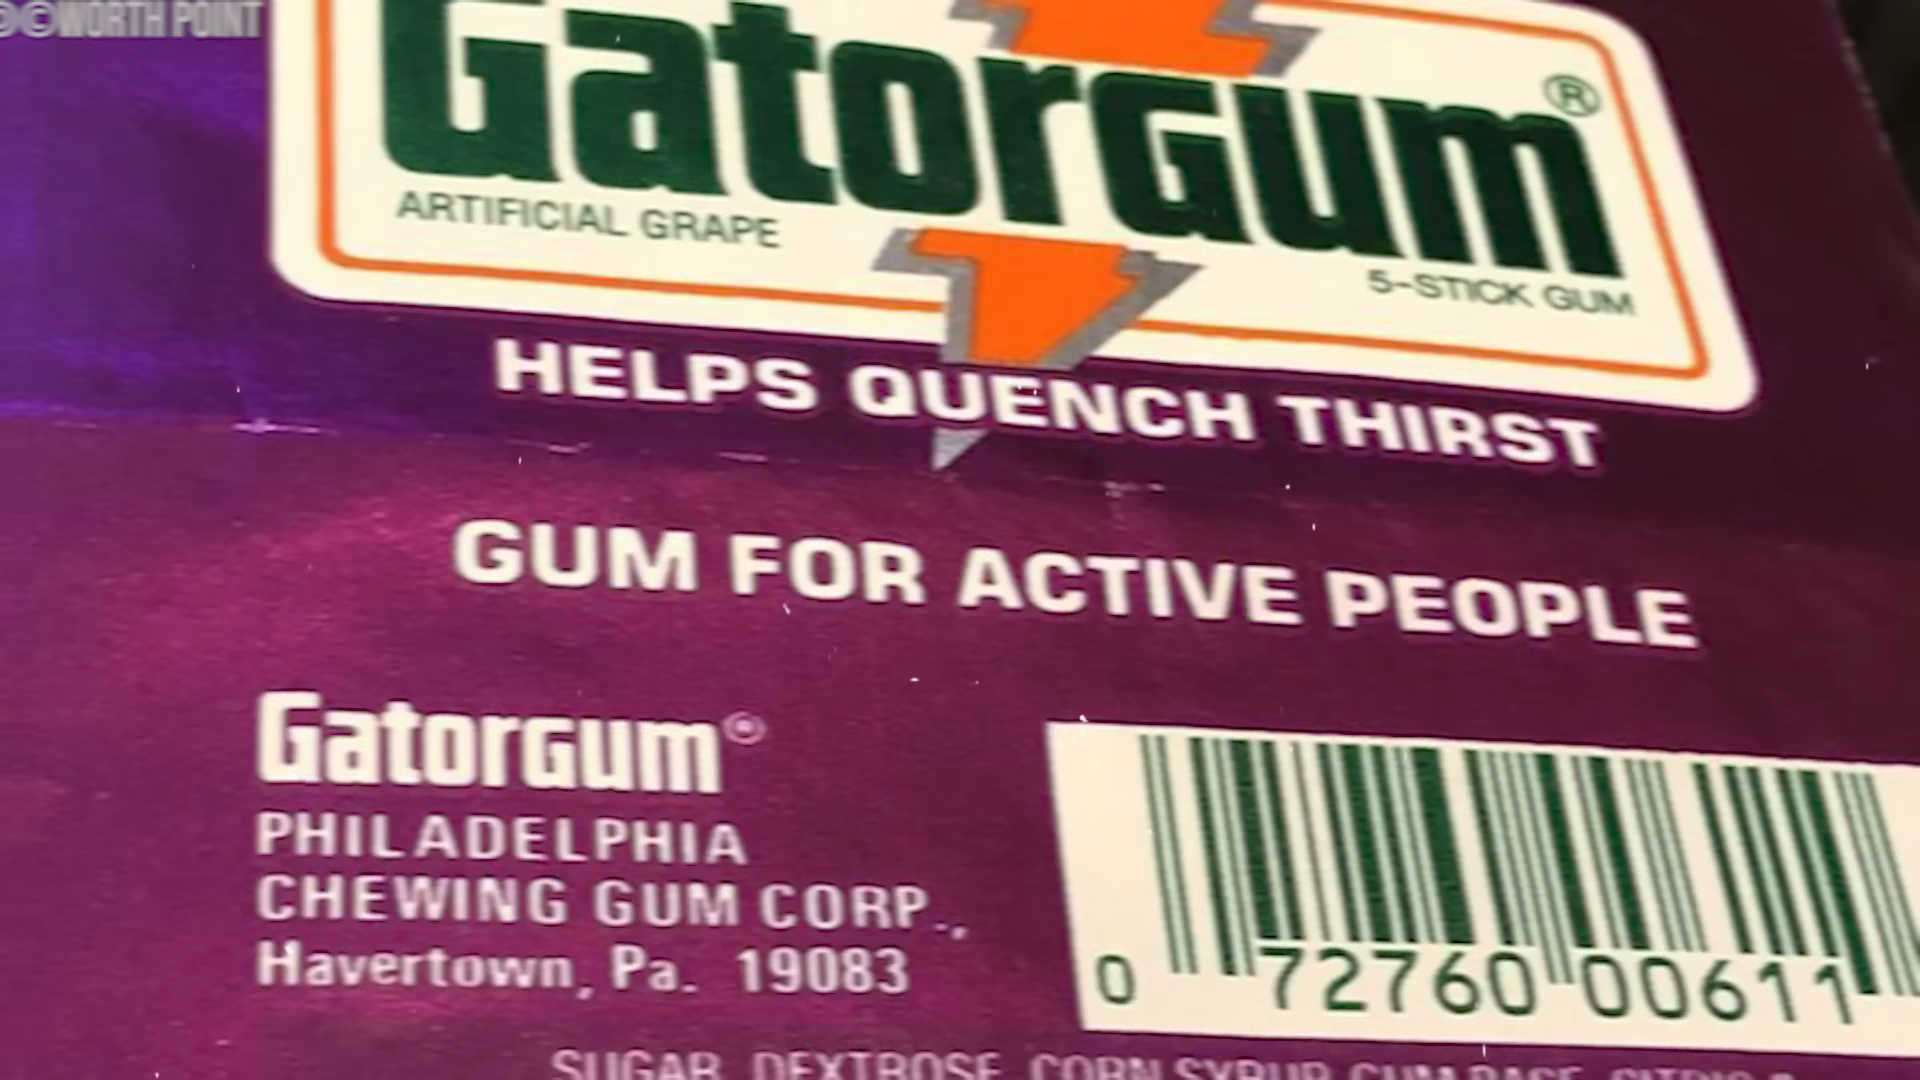 ©WORTH POINT
GatorGum®
ARTIFICIAL GRAPE
5-STICK GUM
HELPS QUENCH THIRST
GUM FOR ACTIVE PEOPLE
GatorGum®
PHILADELPHIA
CHEWING GUM CORP.,
Havertown, Pa. 19083
0 72760 00611
SUGAR, DEXTROSE, CORN SYRUP, GUM BASE, CITRIC